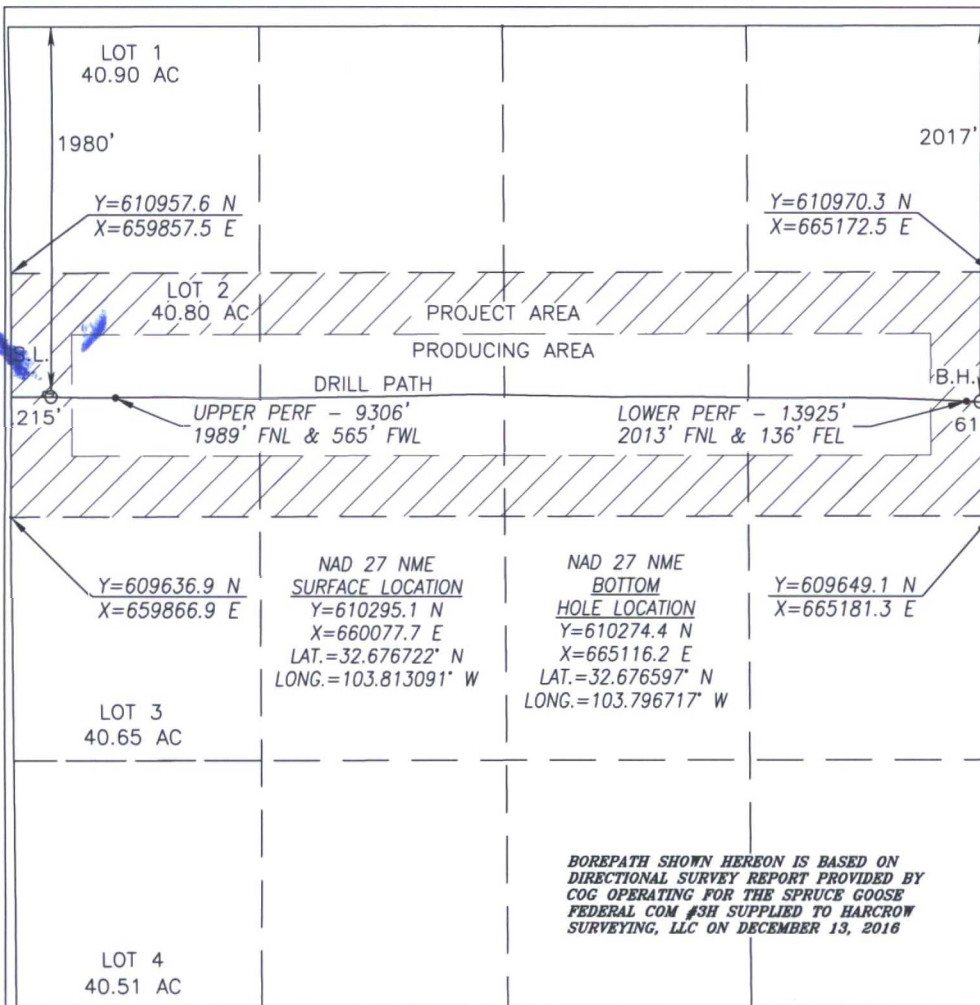 LOT 1
40.90 AC
1980'
2017'
Y=610957.6 N
X=659857.5 E
Y=610970.3 N
X=665172.5 E
LOT 2
40.80 AC
PROJECT AREA
PRODUCING AREA
S.L.
DRILL PATH
B.H.
215'
UPPER PERF - 9306'
1989' FNL & 565' FWL
LOWER PERF - 13925'
2013' FNL & 136' FEL
61
Y=609636.9 N
X=659866.9 E
NAD 27 NME
SURFACE LOCATION
Y=610295.1 N
X=660077.7 E
LAT.=32.676722° N
LONG.=103.813091° W
NAD 27 NME
BOTTOM
HOLE LOCATION
Y=610274.4 N
X=665116.2 E
LAT.=32.676597° N
LONG.=103.796717° W
Y=609649.1 N
X=665181.3 E
LOT 3
40.65 AC
BOREPATH SHOWN HEREON IS BASED ON
DIRECTIONAL SURVEY REPORT PROVIDED BY
COG OPERATING FOR THE SPRUCE GOOSE
FEDERAL COM #3H SUPPLIED TO HARCROW
SURVEYING, LLC ON DECEMBER 13, 2016
LOT 4
40.51 AC